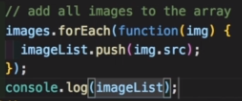 // add all images to the array
images.forEach(function(img) {
imageList.push(img.src);
});
console.log(imageList);